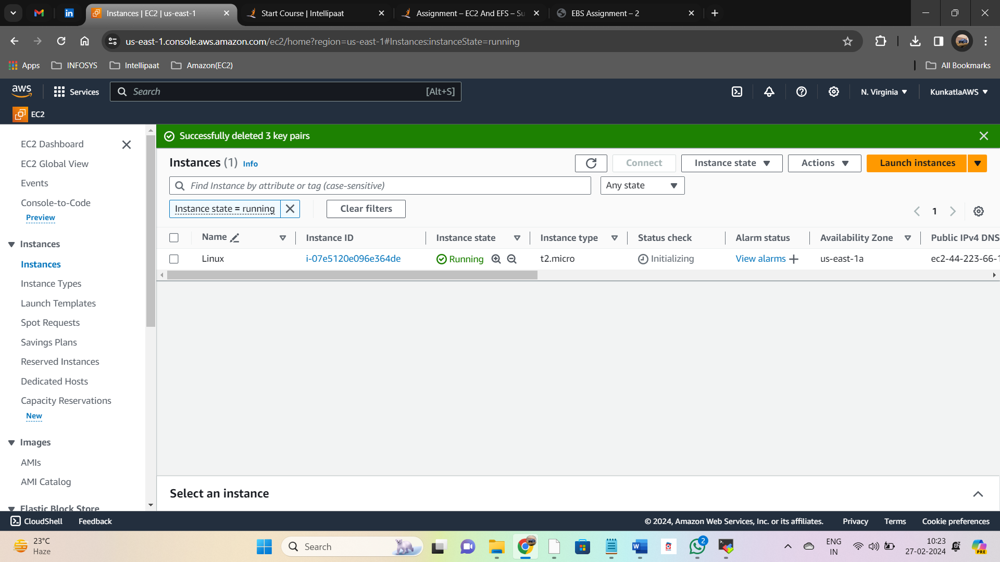 Instances | EC2 | us-east-1
Start Course | Intellipaat
Assignment – EC2 And EFS – Su
EBS Assignment – 2
us-east-1.console.aws.amazon.com/ec2/home?region=us-east-1#Instances:instanceState=running
Apps
INFOSYS
Intellipaat
Amazon(EC2)
All Bookmarks
aws
Services
Search
[Alt+S]
N. Virginia
KunkatlaAWS
EC2
EC2 Dashboard
EC2 Global View
Events
Console-to-Code
Preview
Instances
Instances
Instance Types
Launch Templates
Spot Requests
Savings Plans
Reserved Instances
Dedicated Hosts
Capacity Reservations
New
Images
AMIs
AMI Catalog
Elastic Block Store
Successfully deleted 3 key pairs
Instances (1) Info
Connect
Instance state
Actions
Launch instances
Find Instance by attribute or tag (case-sensitive)
Any state
Instance state = running
Clear filters
1
Name
Instance ID
Instance state
Instance type
Status check
Alarm status
Availability Zone
Public IPv4 DNS
Linux
i-07e5120e096e364de
Running
t2.micro
Initializing
View alarms
us-east-1a
ec2-44-223-66-1
Select an instance
CloudShell
Feedback
© 2024, Amazon Web Services, Inc. or its affiliates.
Privacy
Terms
Cookie preferences
23°C
Haze
Search
2
ENG
IN
10:23
27-02-2024
PRE